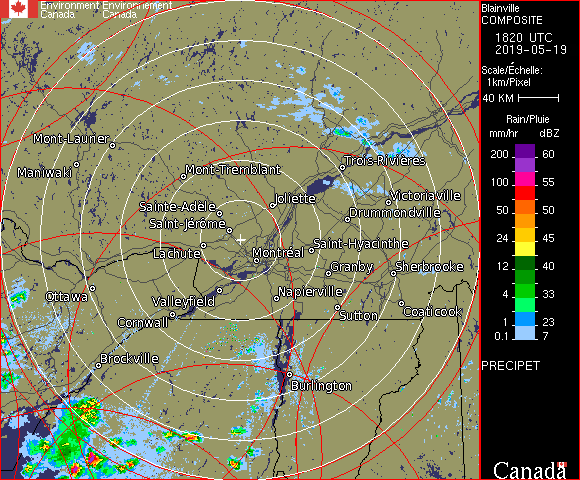 Environment Environnement
Canada Canada
Blainville
COMPOSITE
1820 UTC
2019-05-19
Scale/Échelle:
1km/Pixel
40 KM
Rain/Pluie
mm/hr dBZ
200 60
100 55
50 50
24 45
12 40
4 33
1 23
0.1 7
PRECIPET
Canada
Mont-Laurier
Maniwaki
Mont-Tremblant
Trois-Rivières
Sainte-Adèle
Joliette
Victoriaville
Drummondville
Saint-Jérôme
Lachute
Montréal
Saint-Hyacinthe
Granby
Sherbrooke
Ottawa
Valleyfield
Napierville
Cornwall
Sutton
Coaticook
Brockville
Burlington